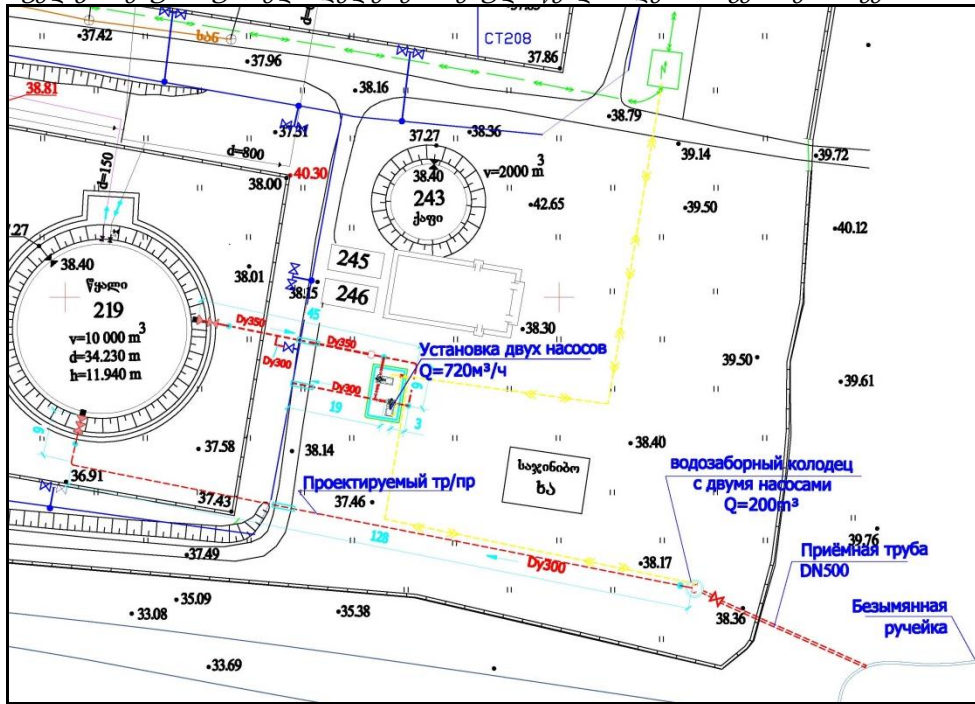 37.42
სან
37.96
CT208
37.86
38.81
38.16
38.79
37.31
37.27
38.36
39.14
39.72
d=800
d=150
38.00
40.30
38.40
v=2000 m³
243
ქაფი
42.65
39.50
40.12
38.40
38.01
245
38.15
246
წყალი
219
v=10 000 m³
d=34.230 m
h=11.940 m
45
Dy350
Dy350
38.30
Dy300
Dy300
Установка двух насосов
Q=720м³/ч
39.50
39.61
19
6
3
6
37.58
38.14
38.40
36.91
37.43
37.46
Проектируемый тр/пр
საჯინიბო
ხა
водозаборный колодец
с двумя насосами
Q=200m³
39.76
37.49
128
Dy300
38.17
Приёмная труба
DN500
35.09
33.08
35.38
38.36
Безымянная
ручейка
33.69